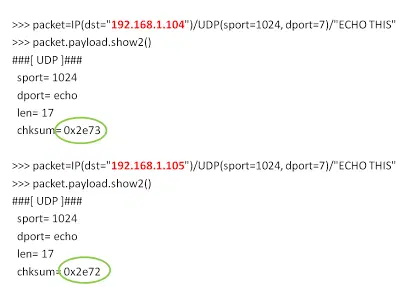 >>> packet=IP(dst="192.168.1.104")/UDP(sport=1024, dport=7)/"ECHO THIS"
>>> packet.payload.show2()
###[ UDP ]###
sport= 1024
dport= echo
len= 17
chksum= 0x2e73
>>> packet=IP(dst="192.168.1.105")/UDP(sport=1024, dport=7)/"ECHO THIS"
>>> packet.payload.show2()
###[ UDP ]###
sport= 1024
dport= echo
len= 17
chksum= 0x2e72